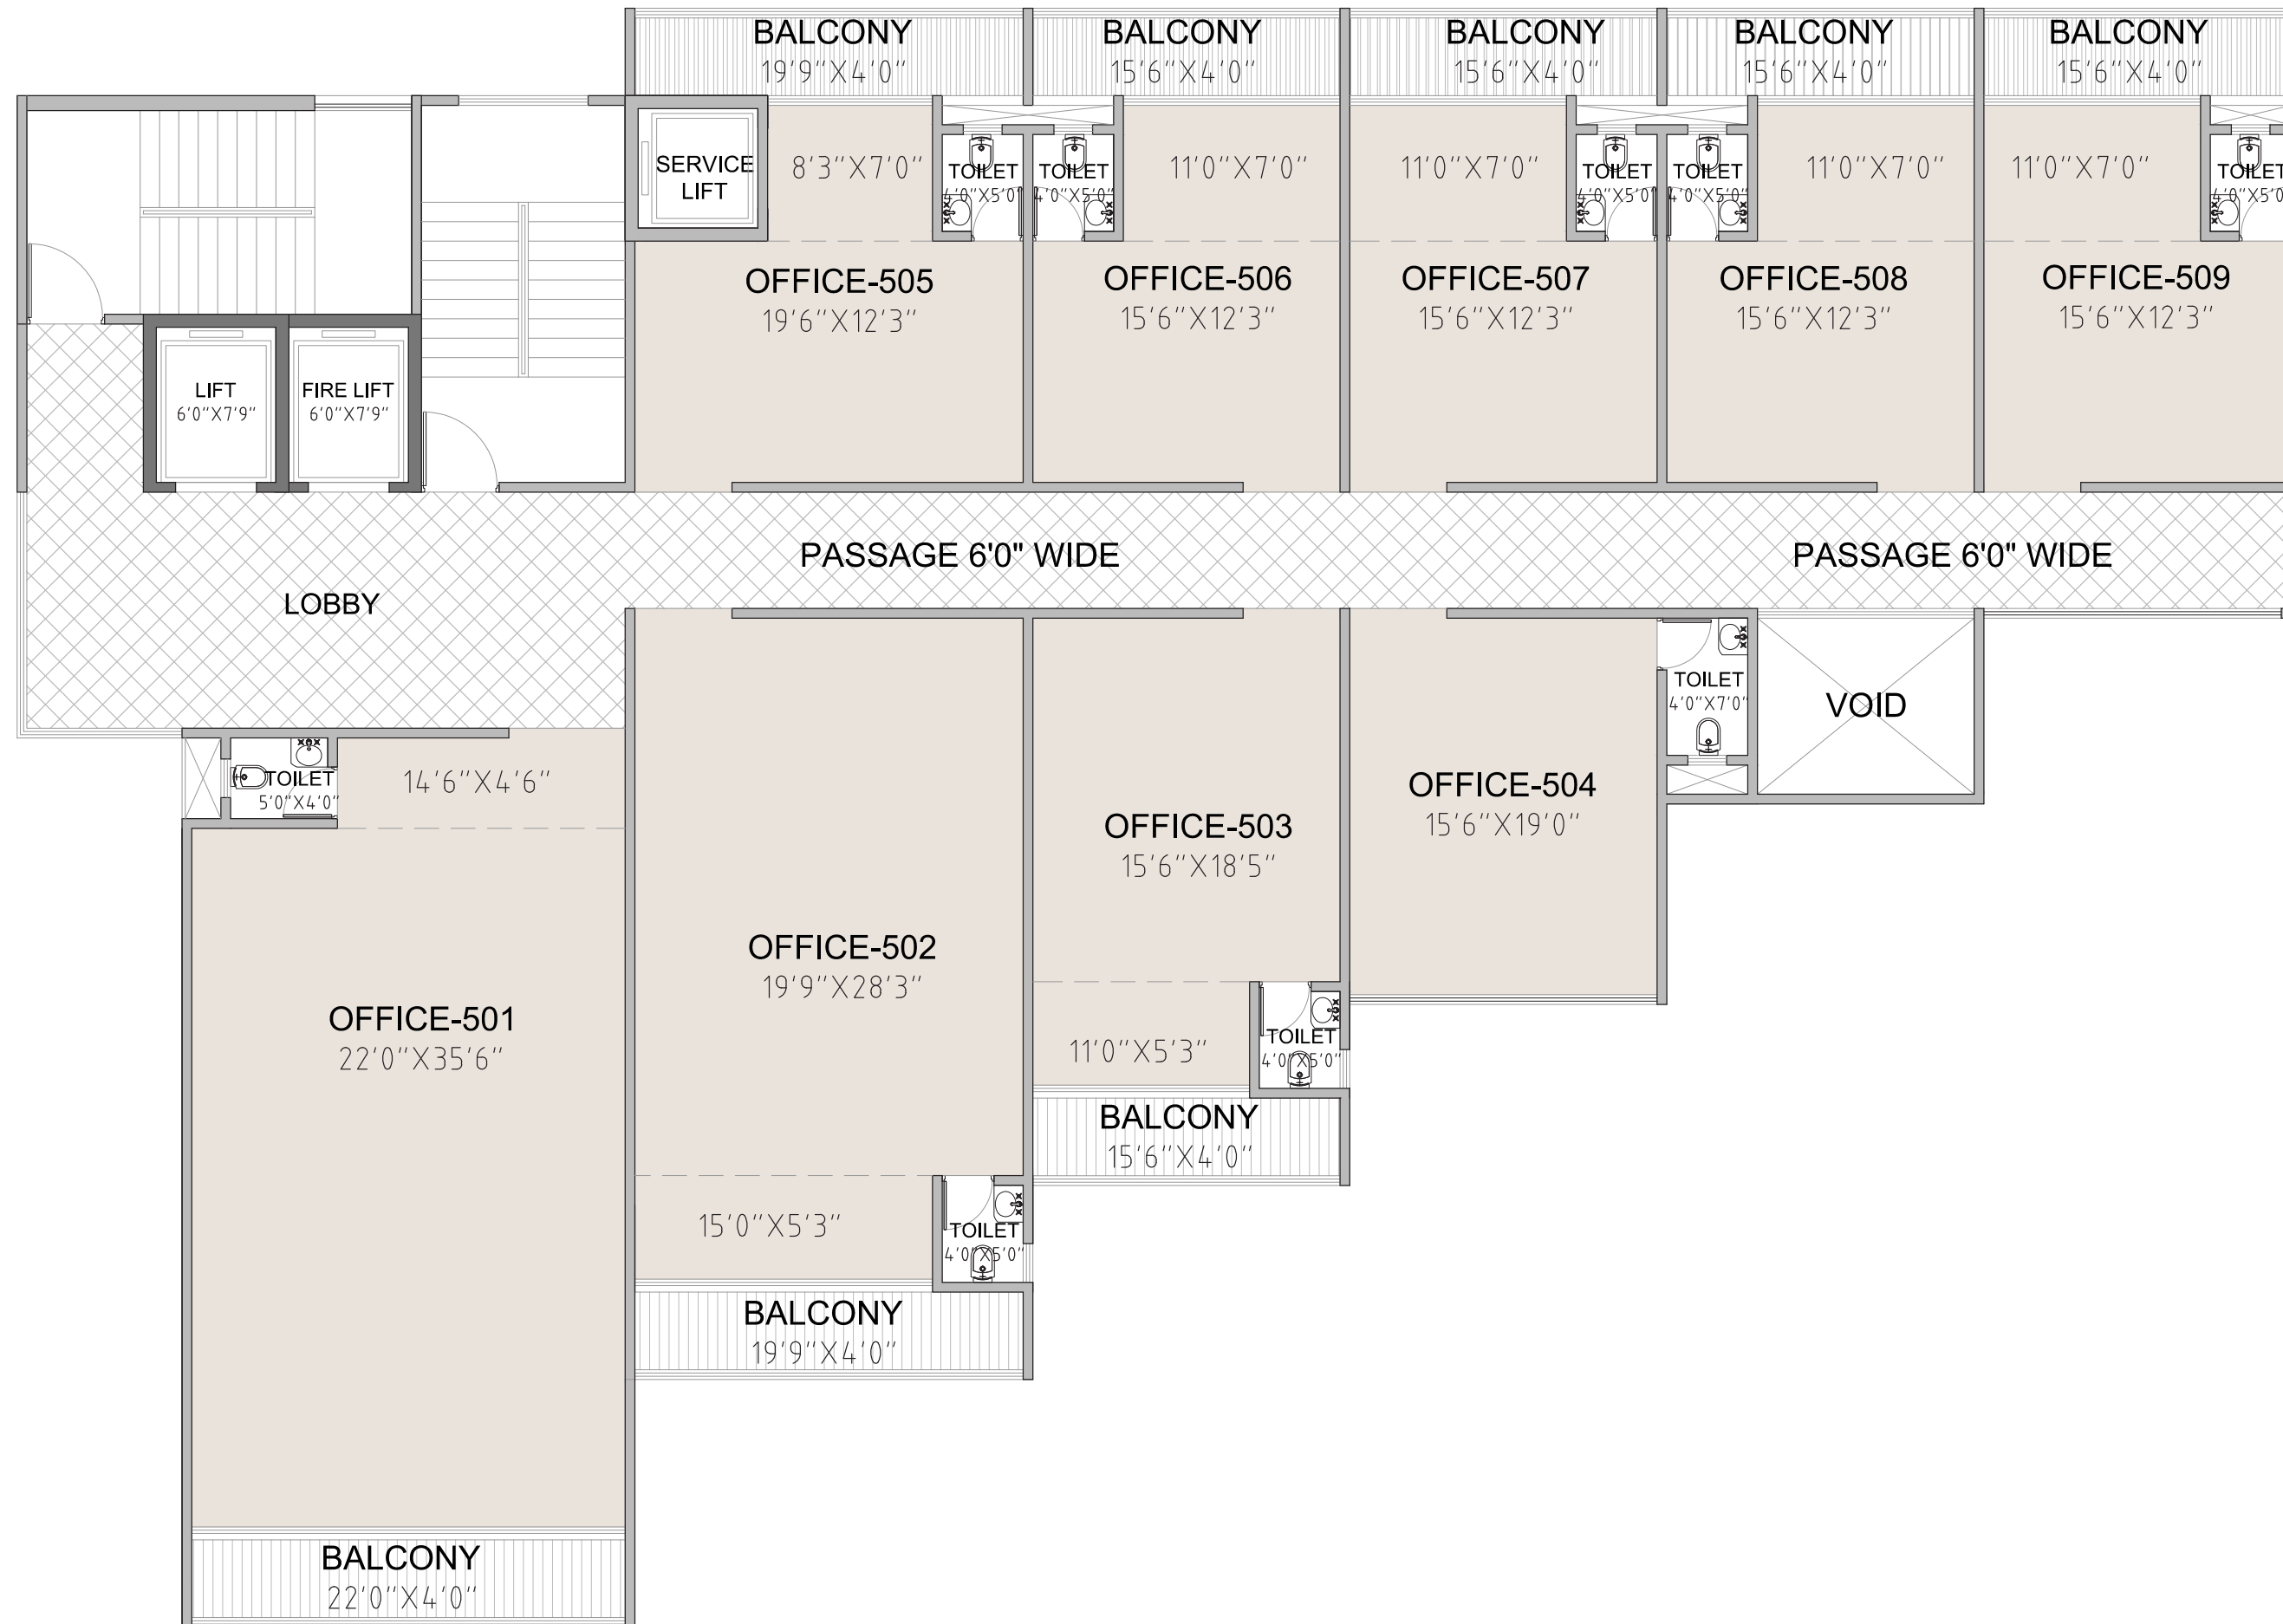 BALCONY
19'9"X4'0"
BALCONY
15'6"X4'0"
BALCONY
15'6"X4'0"
BALCONY
15'6"X4'0"
BALCONY
15'6"X4'0"
SERVICE
LIFT
8'3"X7'0"
TOILET
4'0"X5'0"
TOILET
4'0"X5'0"
11'0"X7'0"
11'0"X7'0"
TOILET
4'0"X5'0"
TOILET
4'0"X5'0"
11'0"X7'0"
11'0"X7'0"
TOILET
4'0"X5'0
OFFICE-505
19'6"X12'3"
OFFICE-506
15'6"X12'3"
OFFICE-507
15'6"X12'3"
OFFICE-508
15'6"X12'3"
OFFICE-509
15'6"X12'3"
LIFT
6'0"X7'9"
FIRE LIFT
6'0"X7'9"
PASSAGE 6'0" WIDE
PASSAGE 6'0" WIDE
LOBBY
TOILET
4'0"X7'0"
VOID
TOILET
5'0"X4'0"
14'6"X4'6"
OFFICE-504
15'6"X19'0"
OFFICE-503
15'6"X18'5"
OFFICE-502
19'9"X28'3"
OFFICE-501
22'0"X35'6"
11'0"X5'3"
TOILET
4'0"X5'0"
BALCONY
15'6"X4'0"
15'0"X5'3"
TOILET
4'0"X5'0"
BALCONY
19'9"X4'0"
BALCONY
22'0"X4'0"